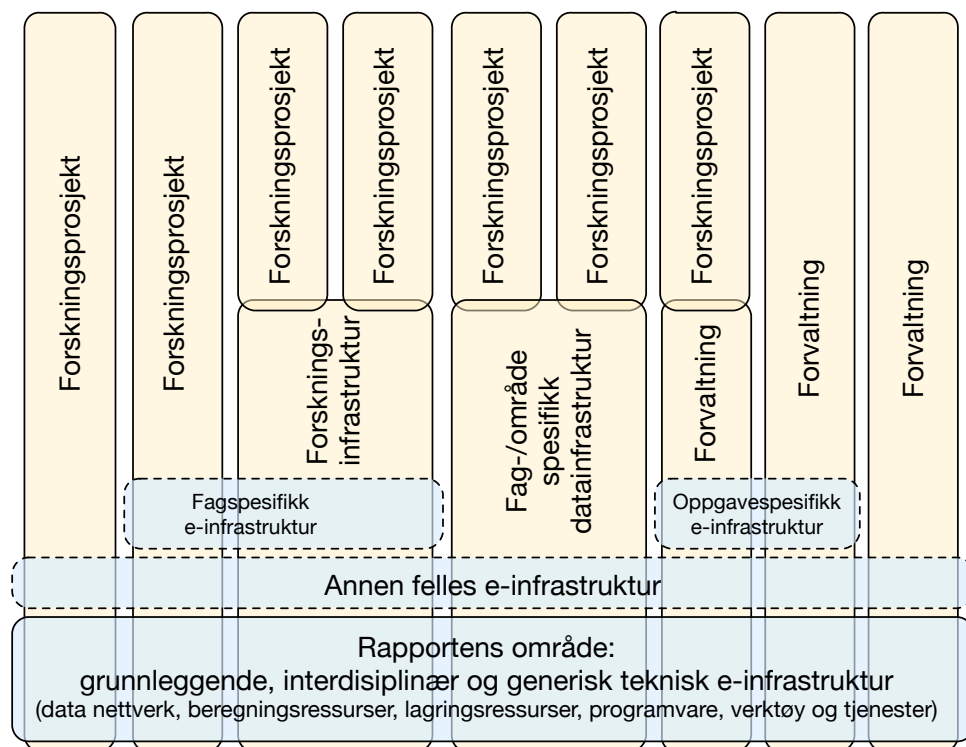 Forskningsprosjekt
Forskningsprosjekt
Forskningsprosjekt
Forskningsprosjekt
Forskningsprosjekt
Forskningsprosjekt
Forskningsprosjekt
Forvaltning
Forvaltning
Forsknings-
infrastruktur
Fag-/område
spesifikk
datainfrastruktur
Forvaltning
Fagspesifikk
e-infrastruktur
Oppgavespesifikk
e-infrastruktur
Annen felles e-infrastruktur
Rapportens område:
grunnleggende, interdisiplinær og generisk teknisk e-infrastruktur
(data nettverk, beregningsressurser, lagringsressurser, programvare, verktøy og tjenester)